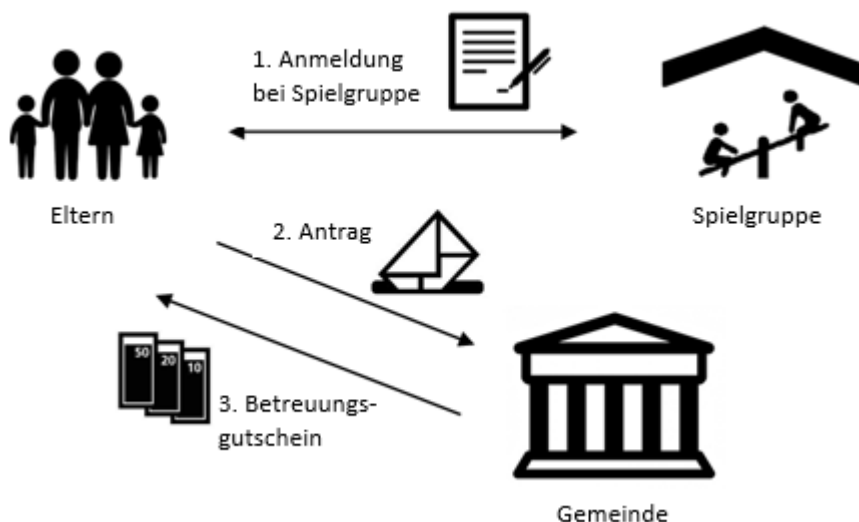 1. Anmeldung
bei Spielgruppe
Eltern
Spielgruppe
2. Antrag
50
20
10
3. Betreuungs-
gutschein
Gemeinde